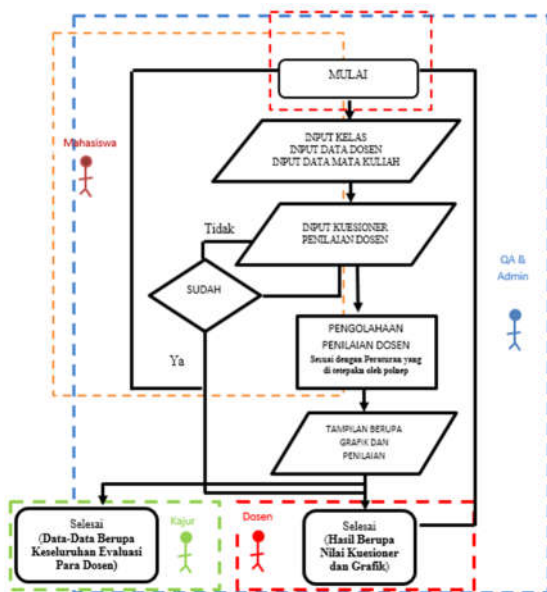 MULAI
INPUT KELAS
INPUT DATA DOSEN
INPUT DATA MATA KULIAH
Mahasiswa
Tidak
INPUT KUESIONER
PENILAIAN DOSEN
SUDAH
QA &
Admin
PENGOLAHAAN
PENILAIAN DOSEN
Sesuai dengan Peraturan yang
di tetepakn oleh polnep
Ya
TAMPILAN BERUPA
GRAFIK DAN
PENILAIAN
Selesai
(Data-Data Berupa
Keseluruhan Evaluasi
Para Dosen)
Kajur
Dosen
Selesai
(Hasil Berupa
Nilai Kuesioner
dan Grafik)